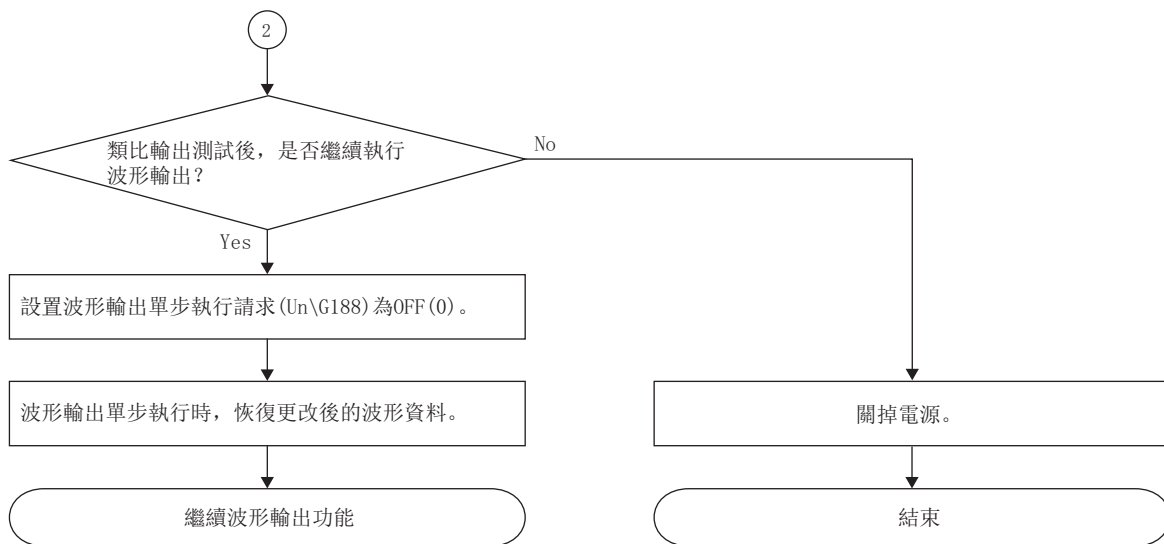 2
類比輸出測試後，是否繼續執行
波形輸出？
No
Yes
設置波形輸出單步執行請求(Un\G188)為OFF(0)。
波形輸出單步執行時，恢復更改後的波形資料。
關掉電源。
繼續波形輸出功能
結束